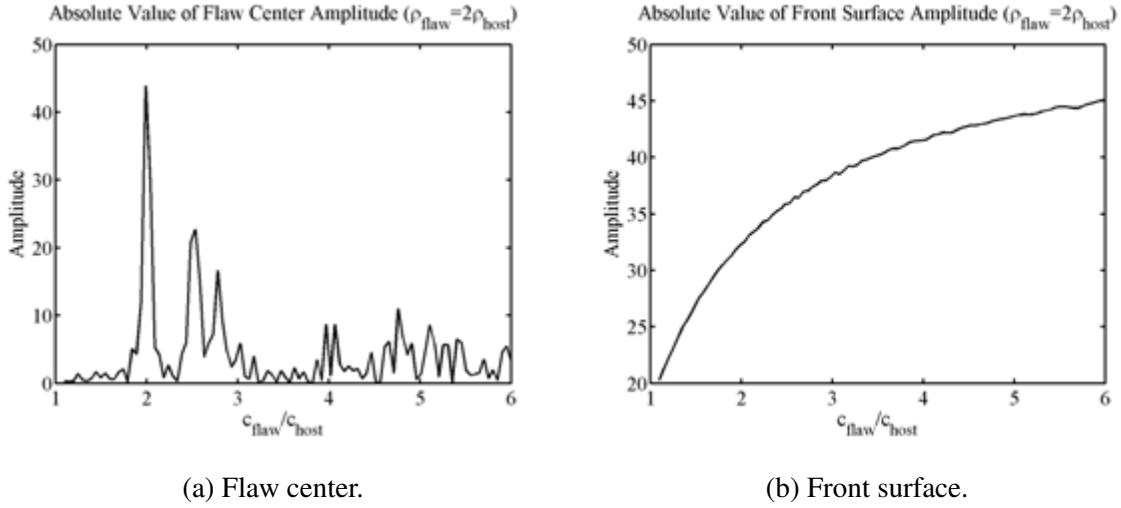 Absolute Value of Flaw Center Amplitude (ρflaw=2ρhost)
50
40
30
20
10
0
Amplitude
1 2 3 4 5 6
cflaw/chost
(a) Flaw center.
Absolute Value of Front Surface Amplitude (ρflaw=2ρhost)
50
45
40
35
30
25
20
Amplitude
1 2 3 4 5 6
cflaw/chost
(b) Front surface.